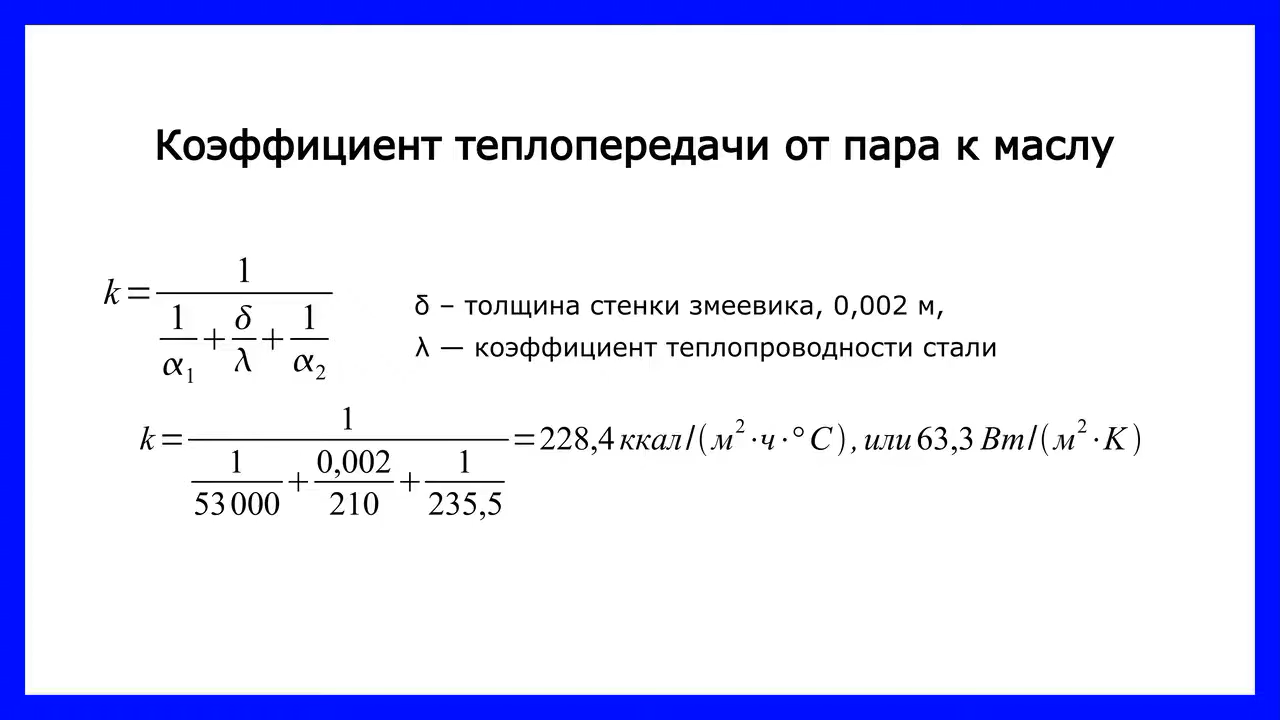 Коэффициент теплопередачи от пара к маслу
k = 1 / (1/α₁ + δ/λ + 1/α₂)
δ – толщина стенки змеевика, 0,002 м,
λ — коэффициент теплопроводности стали
k = 1 / (1/53 000 + 0,002/210 + 1/235,5) = 228,4 ккал/(м²·ч·°C), или 63,3 Вт/(м²·K)